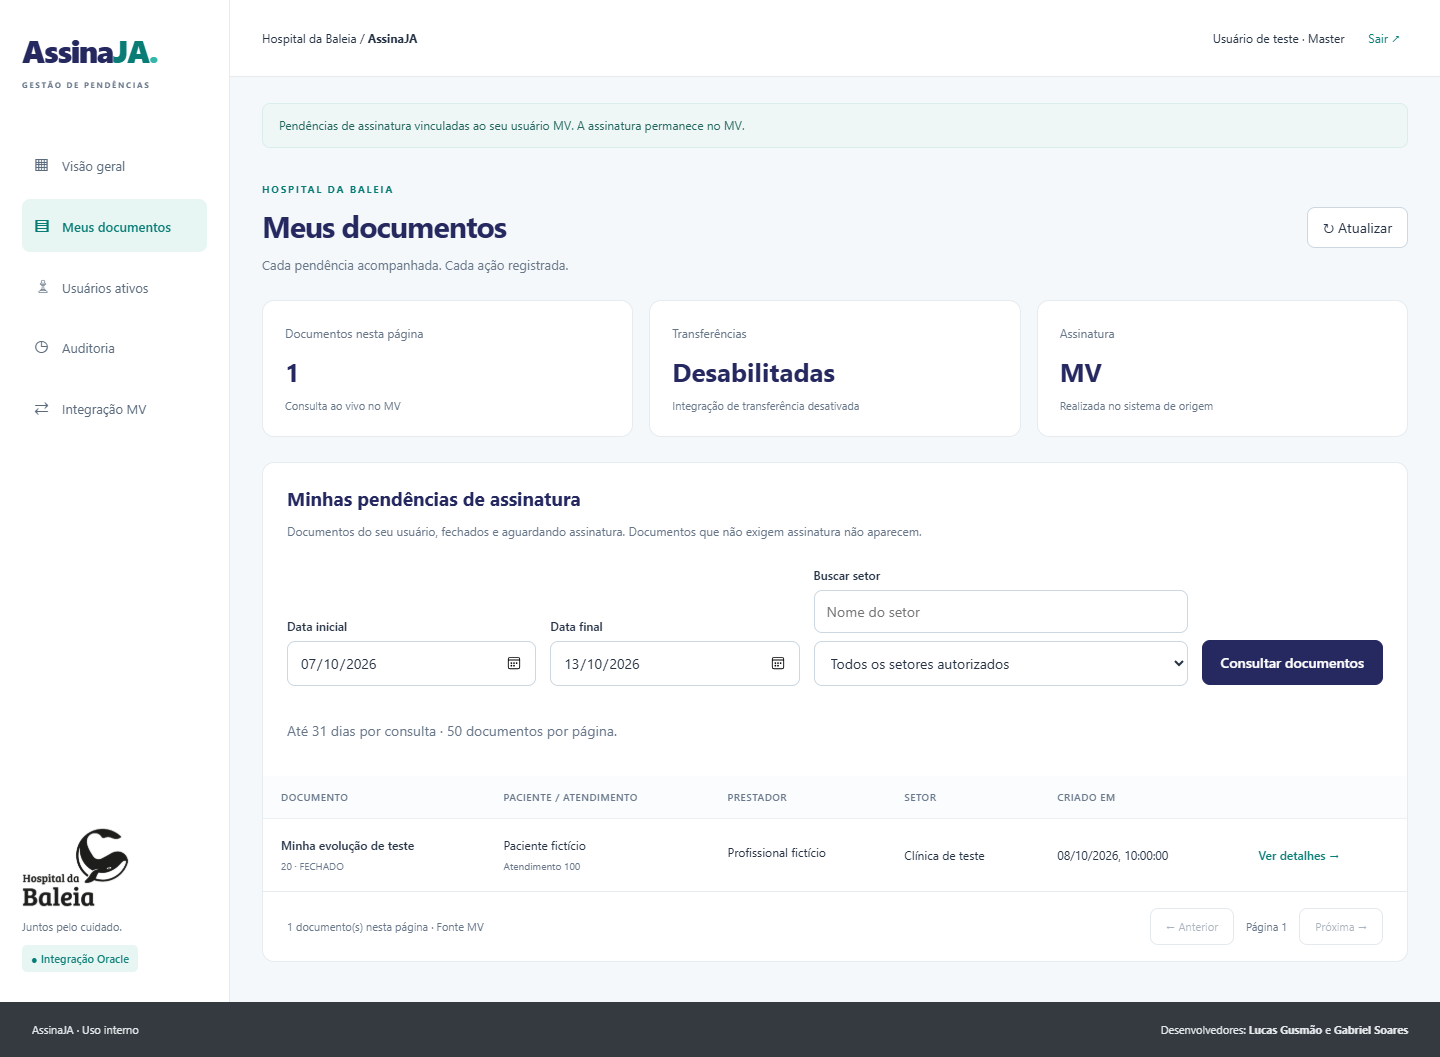 AssinaJA.
GESTÃO DE PENDÊNCIAS
Visão geral
Meus documentos
Usuários ativos
Auditoria
Integração MV
Hospital da
Baleia
Juntos pelo cuidado.
● Integração Oracle
Hospital da Baleia / AssinaJA
Usuário de teste · Master
Sair ↗
Pendências de assinatura vinculadas ao seu usuário MV. A assinatura permanece no MV.
HOSPITAL DA BALEIA
Meus documentos
Cada pendência acompanhada. Cada ação registrada.
↻ Atualizar
Documentos nesta página
1
Consulta ao vivo no MV
Transferências
Desabilitadas
Integração de transferência desativada
Assinatura
MV
Realizada no sistema de origem
Minhas pendências de assinatura
Documentos do seu usuário, fechados e aguardando assinatura. Documentos que não exigem assinatura não aparecem.
Data inicial
07/10/2026
Data final
13/10/2026
Buscar setor
Nome do setor
Todos os setores autorizados
Consultar documentos
Até 31 dias por consulta · 50 documentos por página.
DOCUMENTO PACIENTE / ATENDIMENTO PRESTADOR SETOR CRIADO EM
Minha evolução de teste
20 · FECHADO
Paciente fictício
Atendimento 100
Profissional fictício
Clínica de teste
08/10/2026, 10:00:00
Ver detalhes →
1 documento(s) nesta página · Fonte MV
← Anterior
Página 1
Próxima →
AssinaJA · Uso interno
Desenvolvedores: Lucas Gusmão e Gabriel Soares